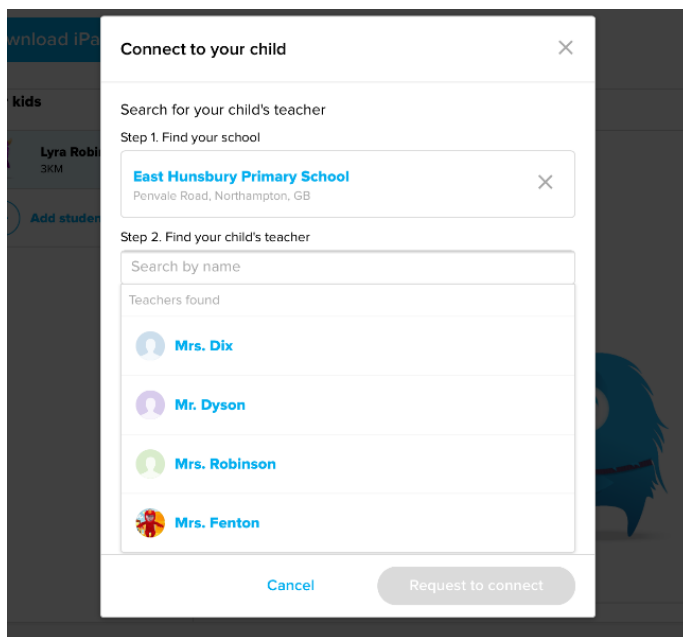 wnload iPa
Connect to your child
kids
Search for your child's teacher
Step 1. Find your school
Lyra Robi
3KM
East Hunsbury Primary School
Penvale Road, Northampton, GB
Add studen
Step 2. Find your child's teacher
Search by name
Teachers found
Mrs. Dix
Mr. Dyson
Mrs. Robinson
Mrs. Fenton
Cancel
Request to connect